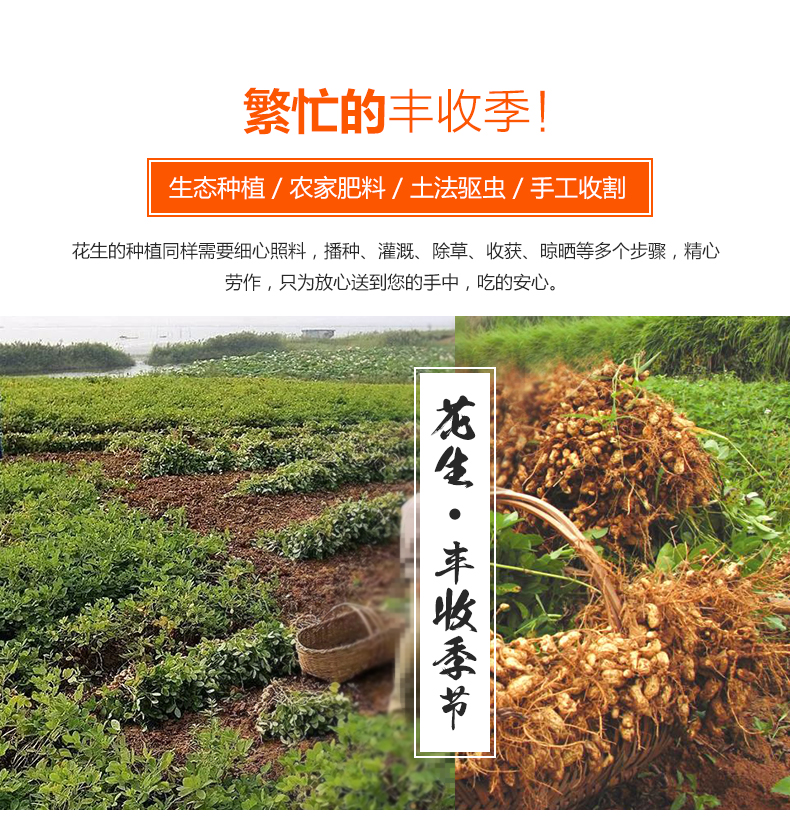 繁忙的丰收季!
生态种植 / 农家肥料 / 土法驱虫 / 手工收割
花生的种植同样需要细心照料，播种、灌溉、除草、收获、晾晒等多个步骤，精心
劳作，只为放心送到您的手中，吃的安心。
花生·丰收季节